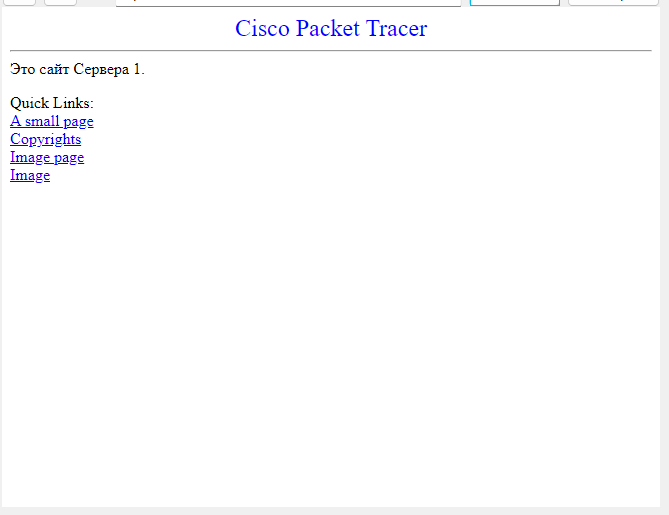 Cisco Packet Tracer
Это сайт Сервера 1.
Quick Links:
A small page
Copyrights
Image page
Image